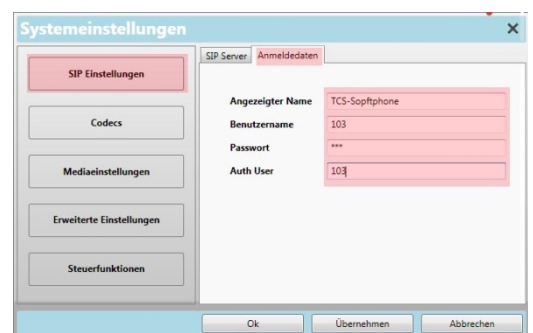 Systemeinstellungen
SIP Einstellungen
Codecs
Mediaeinstellungen
Erweiterte Einstellungen
Steuerfunktionen
SIP Server
Anmeldedaten
Angezeigter Name TCS-Sopftphone
Benutzername 103
Passwort ***
Auth User 103
Ok Übernehmen Abbrechen